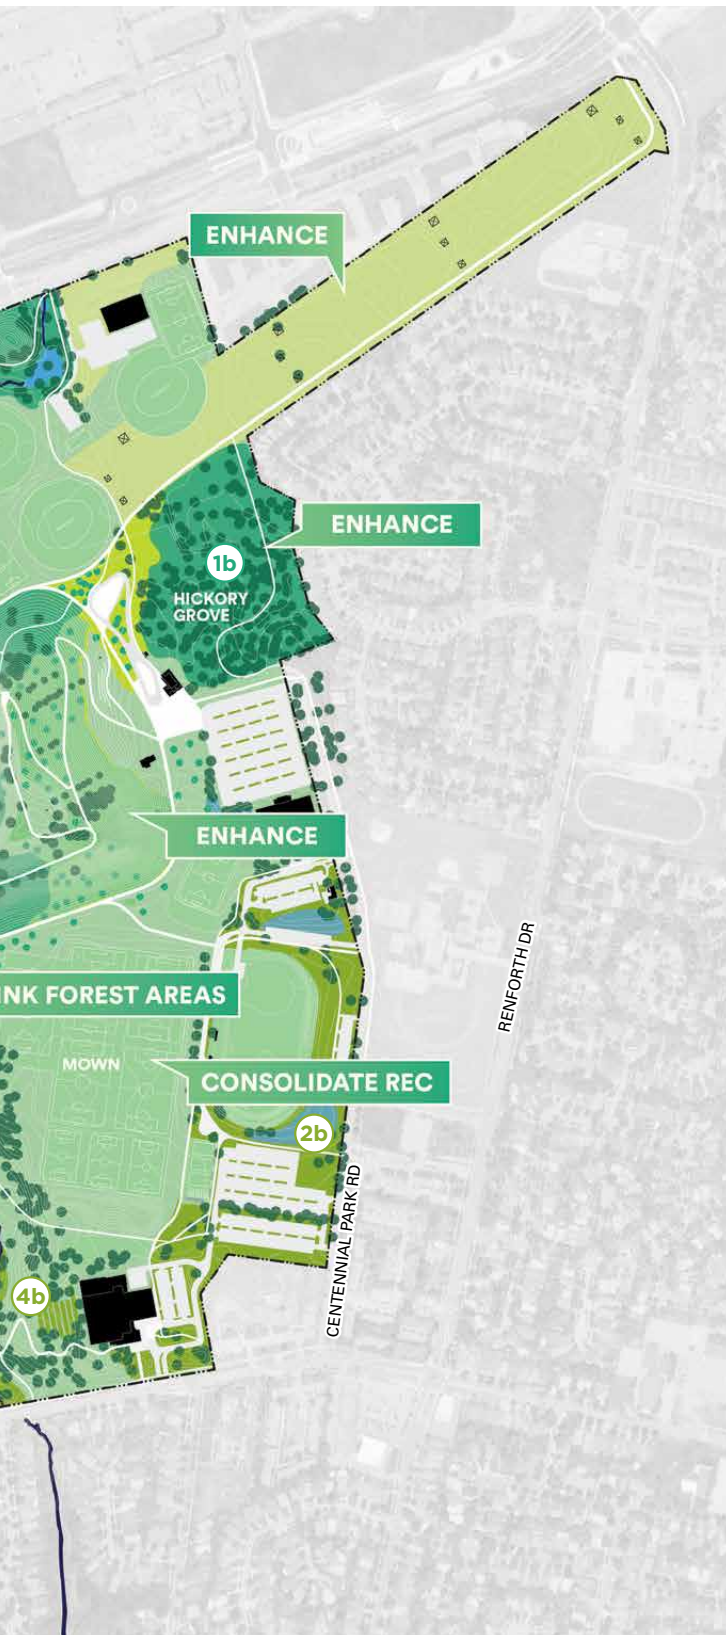 ENHANCE
ENHANCE
1b
HICKORY
GROVE
ENHANCE
RENFORTH DR
INK FOREST AREAS
MOWN
CONSOLIDATE REC
2b
CENTENNIAL PARK RD
4b